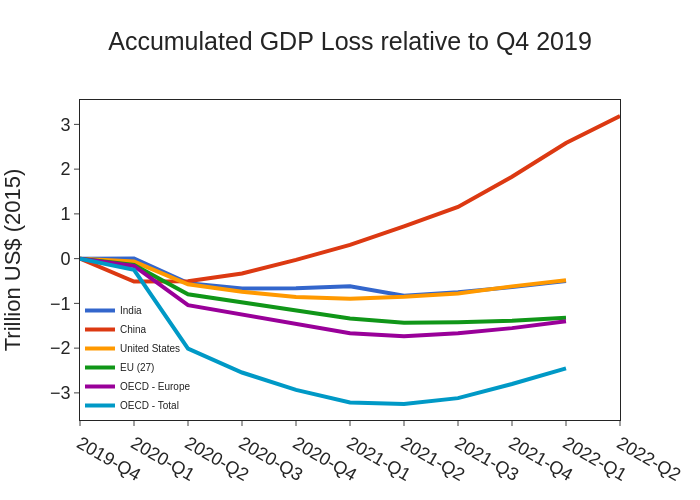 Accumulated GDP Loss relative to Q4 2019
Trillion US$ (2015)
3
2
1
0
−1
−2
−3
India
China
United States
EU (27)
OECD - Europe
OECD - Total
2019-Q4
2020-Q1
2020-Q2
2020-Q3
2020-Q4
2021-Q1
2021-Q2
2021-Q3
2021-Q4
2022-Q1
2022-Q2